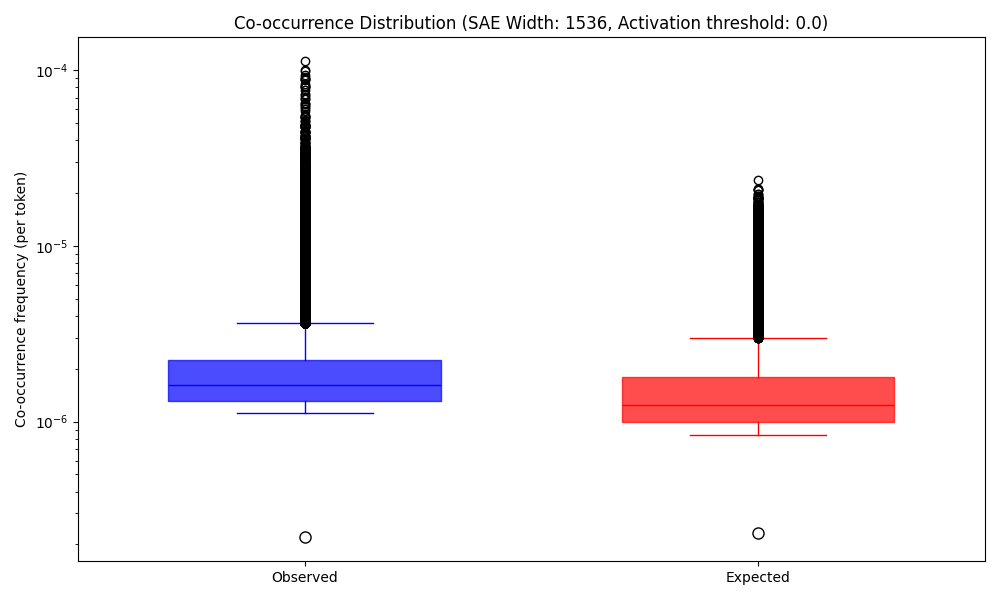 Co-occurrence Distribution (SAE Width: 1536, Activation threshold: 0.0)
Co-occurrence frequency (per token)
10⁻⁴
10⁻⁵
10⁻⁶
Observed
Expected